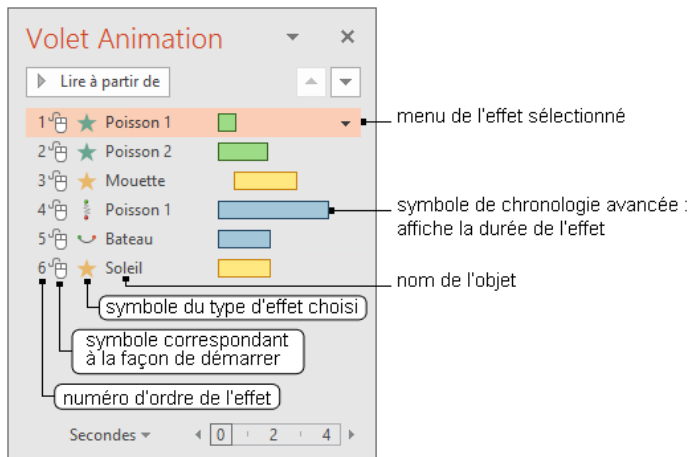 Volet Animation
Lire à partir de
1 Poisson 1
menu de l'effet sélectionné
2 Poisson 2
3 Mouette
4 Poisson 1
symbole de chronologie avancée :
affiche la durée de l'effet
5 Bateau
6 Soleil
nom de l'objet
symbole du type d'effet choisi
symbole correspondant
à la façon de démarrer
numéro d'ordre de l'effet
Secondes 0 2 4